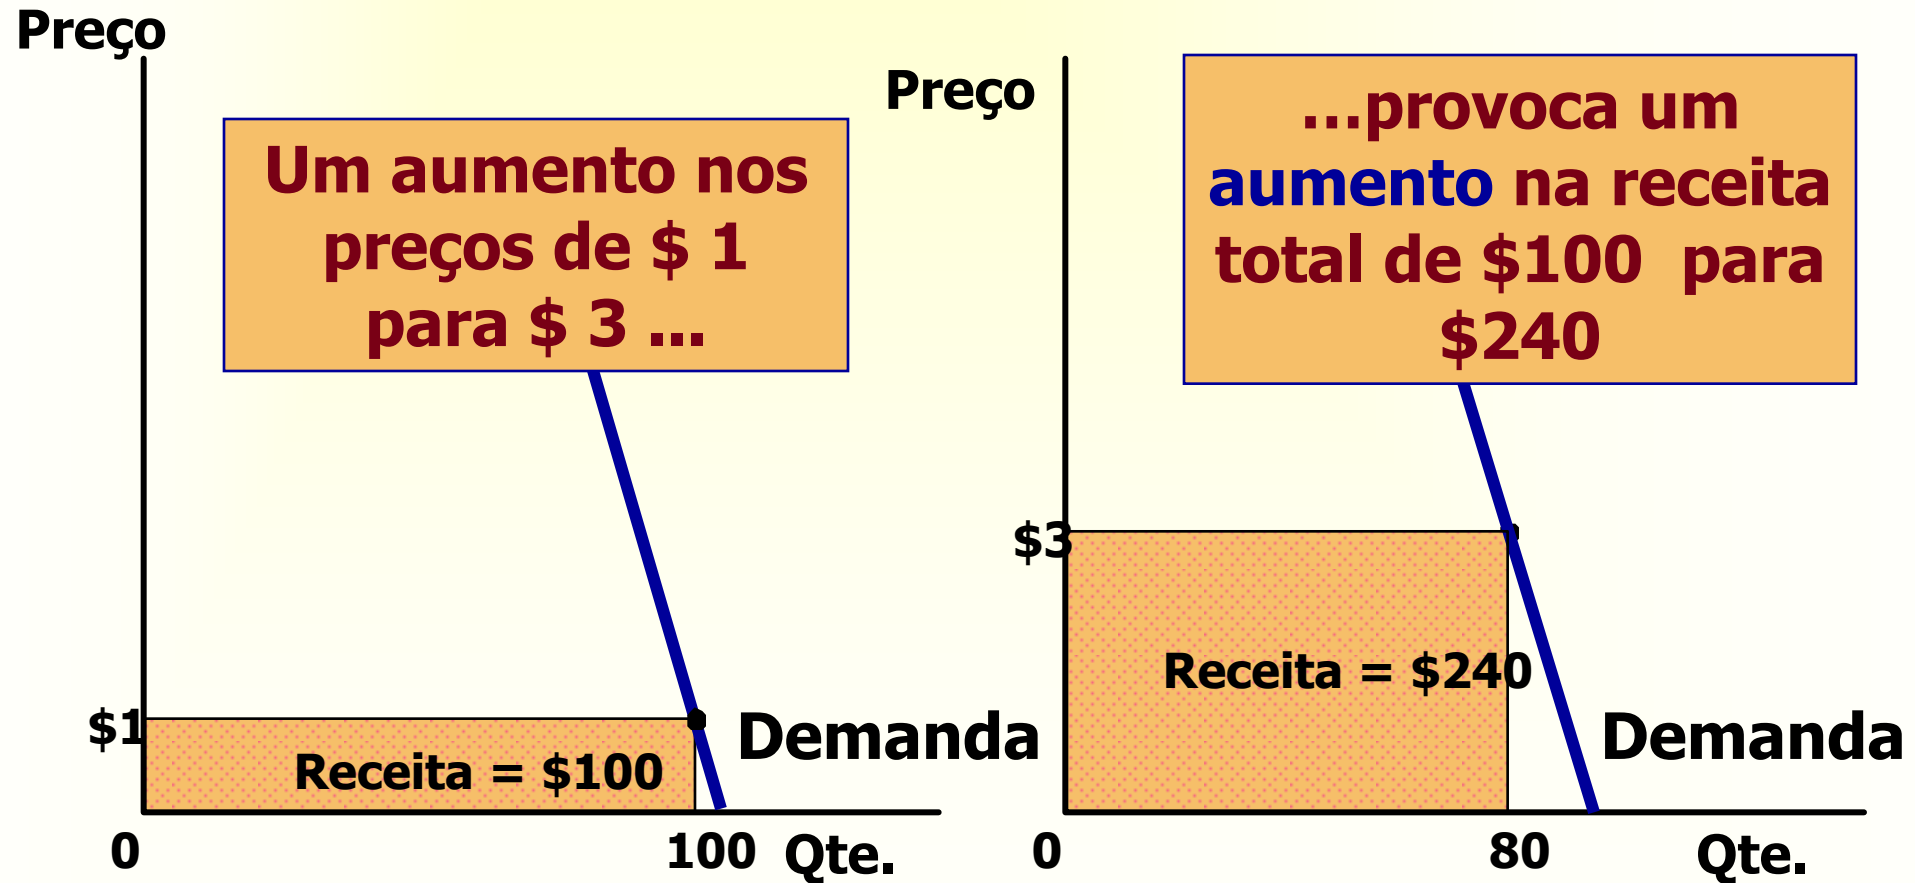 Preço
Um aumento nos
preços de $ 1
para $ 3 ...
$1
Receita = $100
Demanda
0
100
Qte.
Preço
...provoca um
aumento na receita
total de $100 para
$240
$3
Receita = $240
Demanda
0
80
Qte.